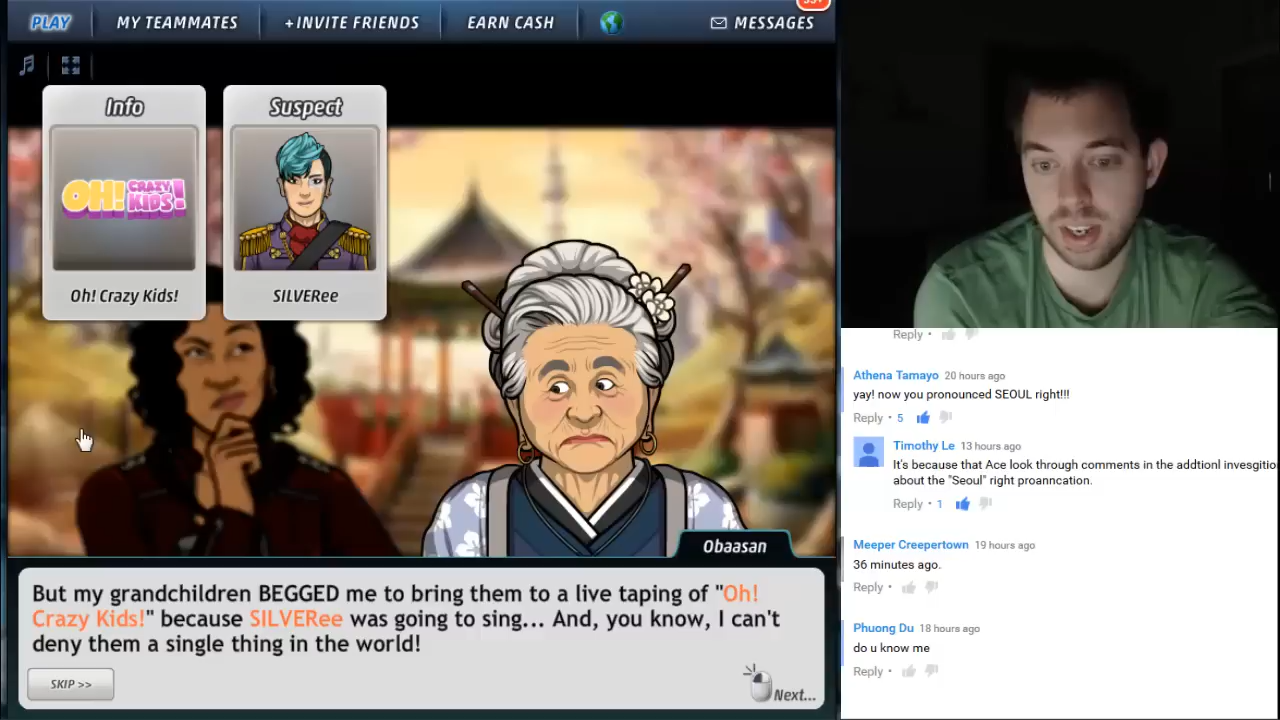 PLAY
MY TEAMMATES
+INVITE FRIENDS
EARN CASH
MESSAGES
Info
OH! CRAZY KIDS!
Oh! Crazy Kids!
Suspect
SILVERee
Obaasan
But my grandchildren BEGGED me to bring them to a live taping of "Oh!
Crazy Kids!" because SILVERee was going to sing... And, you know, I can't
deny them a single thing in the world!
SKIP >>
Next...
Reply •
Athena Tamayo 20 hours ago
yay! now you pronounced SEOUL right!!!
Reply • 5
Timothy Le 13 hours ago
It's because that Ace look through comments in the addtionl invesgitio
about the "Seoul" right proanncation.
Reply • 1
Meeper Creepertown 19 hours ago
36 minutes ago.
Reply •
Phuong Du 18 hours ago
do u know me
Reply •